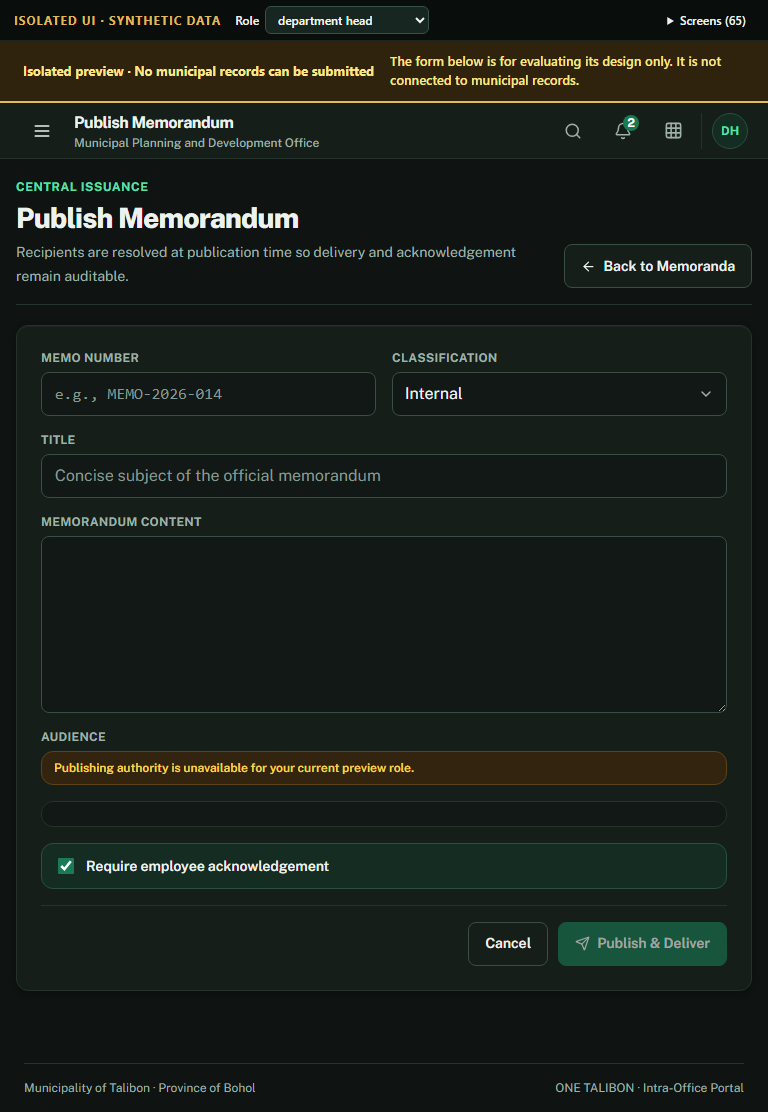 ISOLATED UI · SYNTHETIC DATA Role department head ▶ Screens (65)
Isolated preview · No municipal records can be submitted
The form below is for evaluating its design only. It is not
connected to municipal records.
Publish Memorandum
Municipal Planning and Development Office
2
DH
CENTRAL ISSUANCE
Publish Memorandum
Recipients are resolved at publication time so delivery and acknowledgement
remain auditable.
← Back to Memoranda
MEMO NUMBER
e.g., MEMO-2026-014
CLASSIFICATION
Internal
TITLE
Concise subject of the official memorandum
MEMORANDUM CONTENT
AUDIENCE
Publishing authority is unavailable for your current preview role.
Require employee acknowledgement
Cancel
Publish & Deliver
Municipality of Talibon · Province of Bohol
ONE TALIBON · Intra-Office Portal